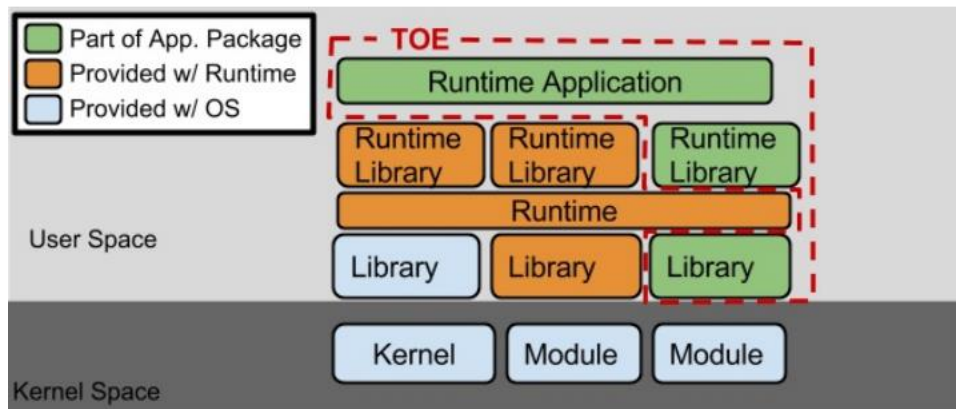 Part of App. Package
Provided w/ Runtime
Provided w/ OS
TOE
Runtime Application
Runtime
Library
Runtime
Library
Runtime
Library
Runtime
User Space
Library
Library
Library
Kernel
Module
Module
Kernel Space